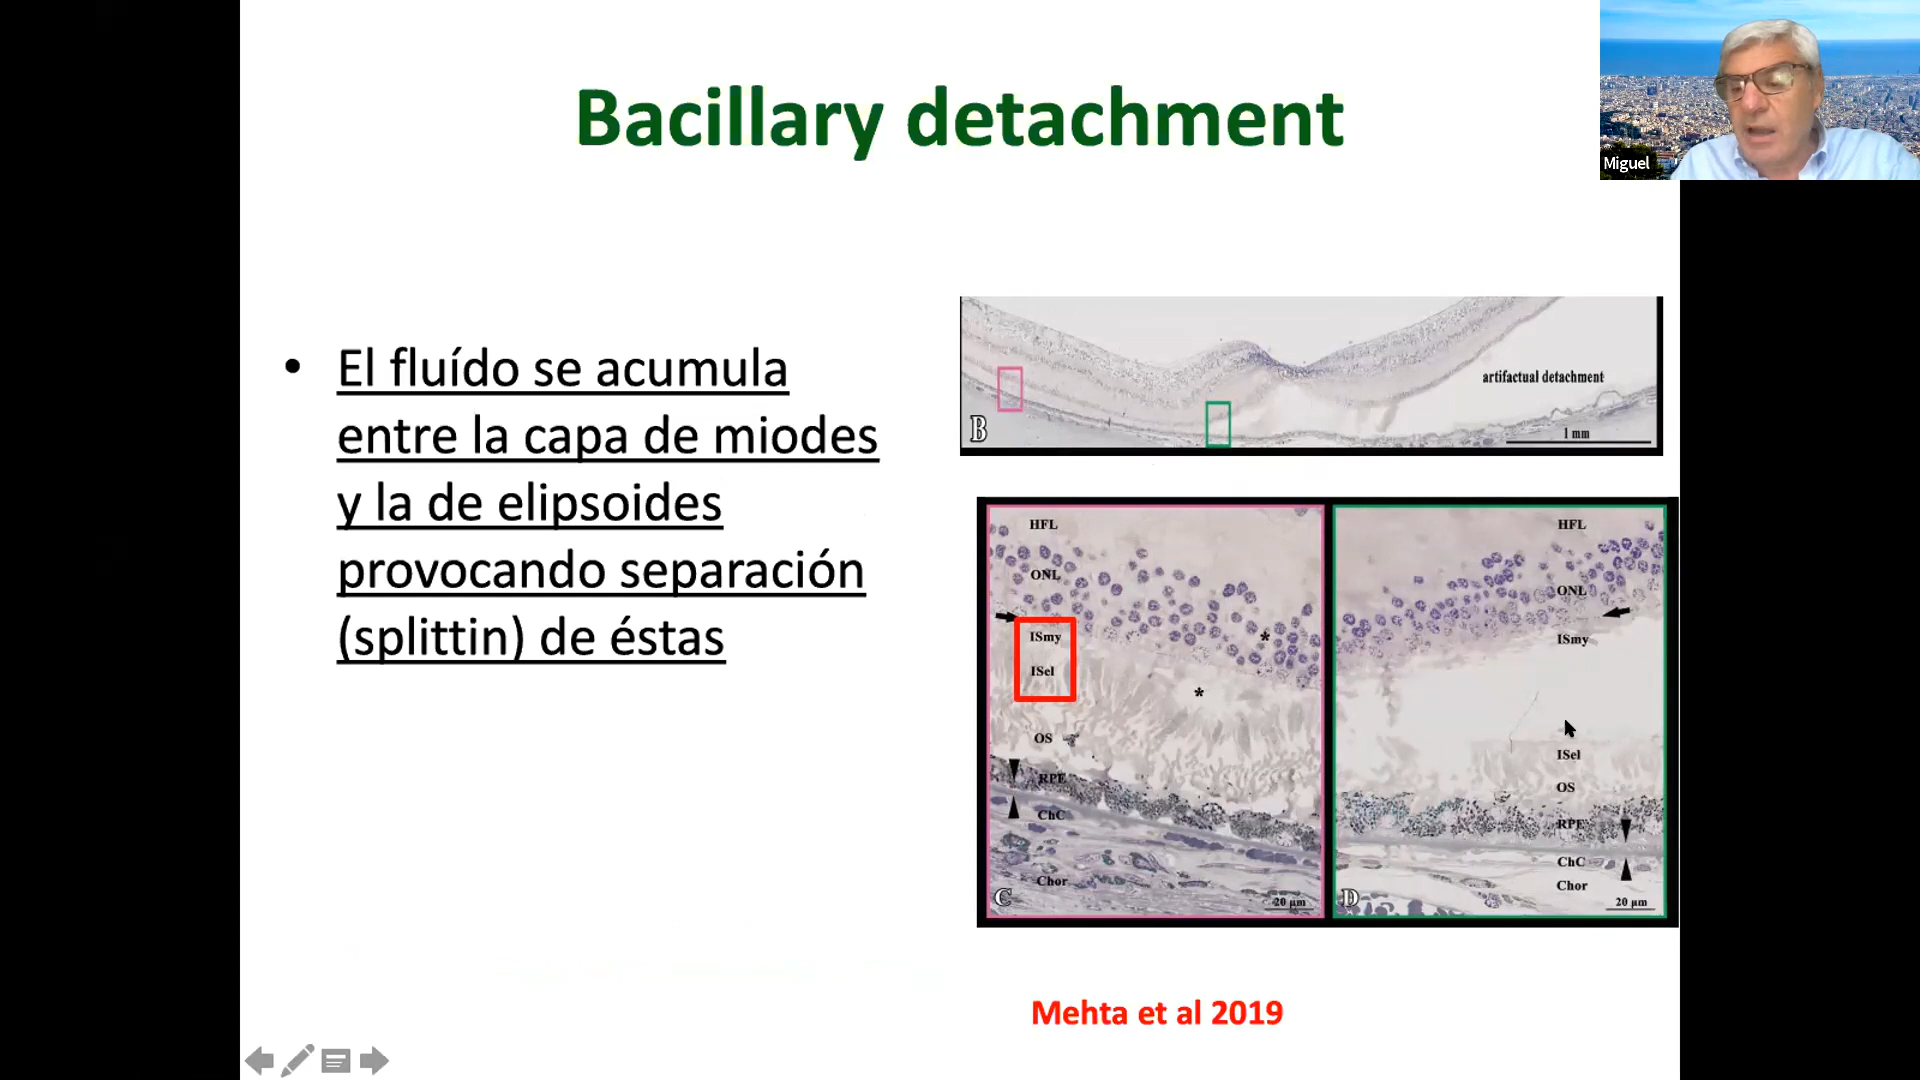 Bacillary detachment
Miguel
• El fluído se acumula
entre la capa de miodes
y la de elipsoides
provocando separación
(splittin) de éstas
artifactual detachment
B
1 mm
HFL
ONL
ISmy
*
ISel
*
OS
RPE
ChC
Chor
C
20 µm
HFL
ONL
ISmy
ISel
OS
RPE
ChC
Chor
D
20 µm
Mehta et al 2019